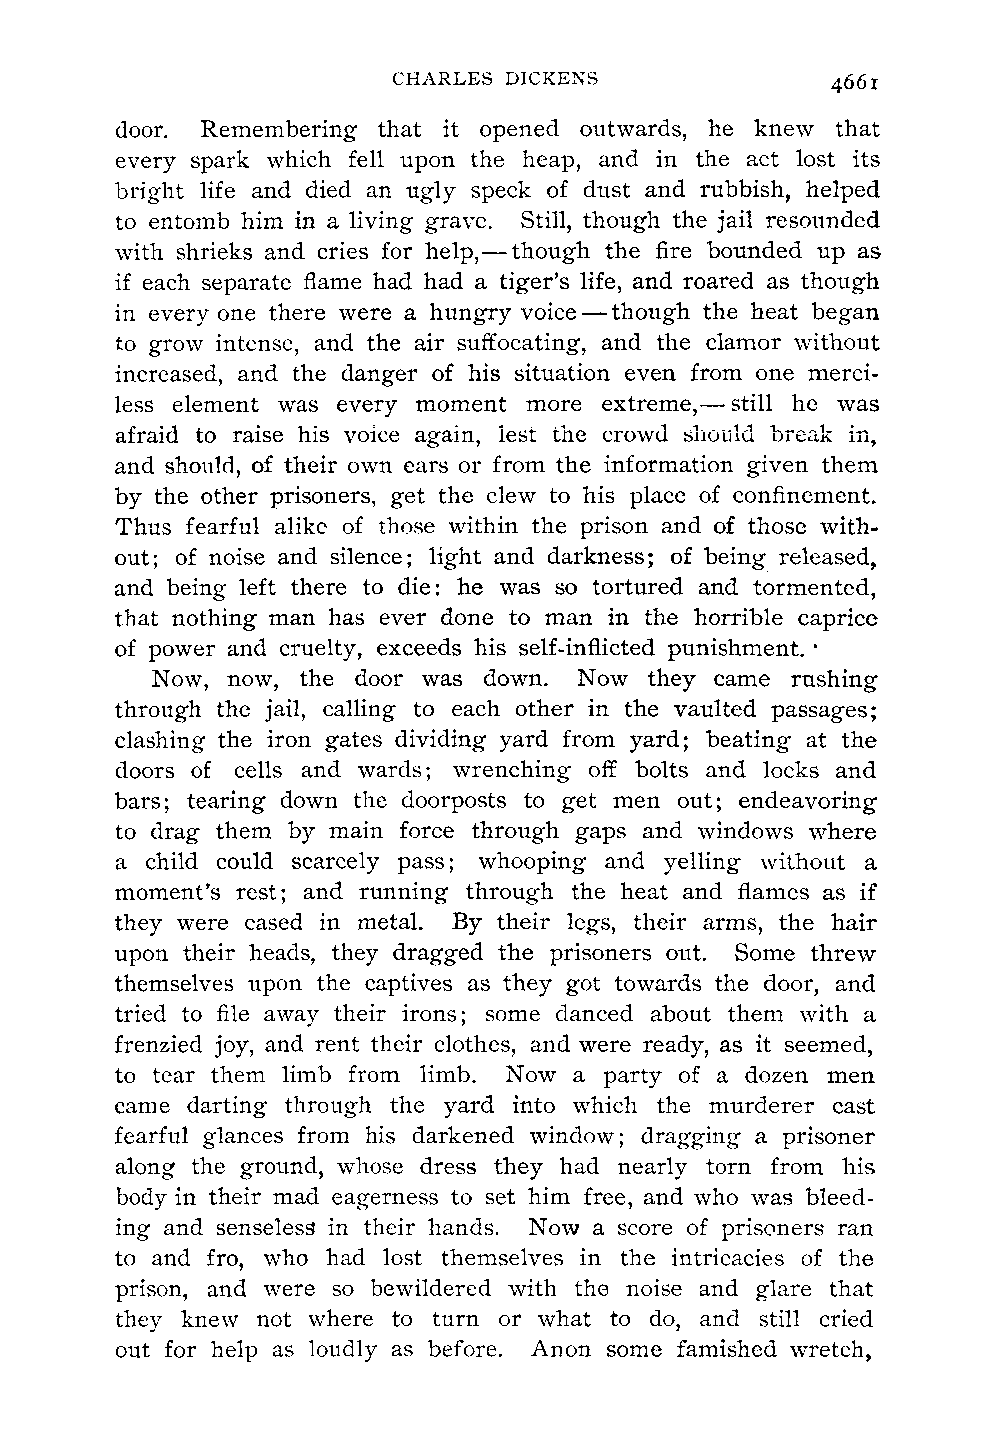 CHARLES DICKENS 4661
door. Remembering that it opened outwards, he knew that
every spark which fell upon the heap, and in the act lost its
bright life and died an ugly speck of dust and rubbish, helped
to entomb him in a living grave. Still, though the jail resounded
with shrieks and cries for help,—though the fire bounded up as
if each separate flame had had a tiger's life, and roared as though
in every one there were a hungry voice—though the heat began
to grow intense, and the air suffocating, and the clamor without
increased, and the danger of his situation even from one merci-
less element was every moment more extreme,—still he was
afraid to raise his voice again, lest the crowd should break in,
and should, of their own ears or from the information given them
by the other prisoners, get the clew to his place of confinement.
Thus fearful alike of those within the prison and of those with-
out; of noise and silence; light and darkness; of being released,
and being left there to die: he was so tortured and tormented,
that nothing man has ever done to man in the horrible caprice
of power and cruelty, exceeds his self-inflicted punishment.
Now, now, the door was down. Now they came rushing
through the jail, calling to each other in the vaulted passages;
clashing the iron gates dividing yard from yard; beating at the
doors of cells and wards; wrenching off bolts and locks and
bars; tearing down the doorposts to get men out; endeavoring
to drag them by main force through gaps and windows where
a child could scarcely pass; whooping and yelling without a
moment's rest; and running through the heat and flames as if
they were cased in metal. By their legs, their arms, the hair
upon their heads, they dragged the prisoners out. Some threw
themselves upon the captives as they got towards the door, and
tried to file away their irons; some danced about them with a
frenzied joy, and rent their clothes, and were ready, as it seemed,
to tear them limb from limb. Now a party of a dozen men
came darting through the yard into which the murderer cast
fearful glances from his darkened window; dragging a prisoner
along the ground, whose dress they had nearly torn from his
body in their mad eagerness to set him free, and who was bleed-
ing and senseless in their hands. Now a score of prisoners ran
to and fro, who had lost themselves in the intricacies of the
prison, and were so bewildered with the noise and glare that
they knew not where to turn or what to do, and still cried
out for help as loudly as before. Anon some famished wretch,